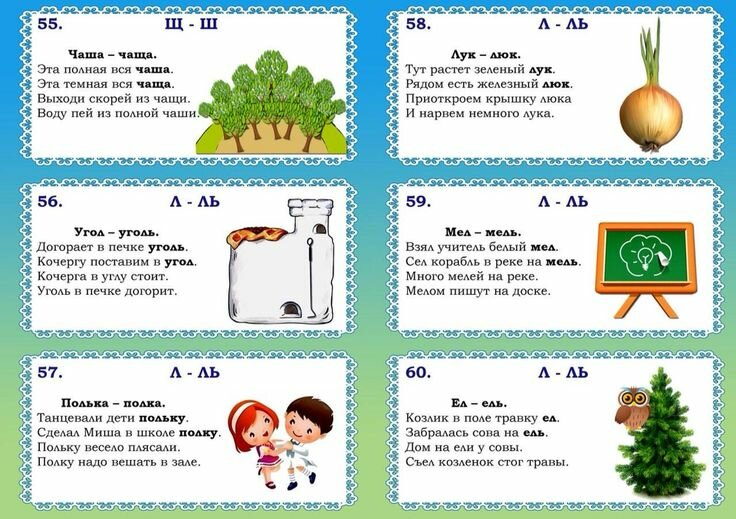 55. Щ - Ш
Чаша – чаща.
Эта полная вся чаша.
Эта темная вся чаща.
Выходи скорей из чащи.
Воду пей из полной чаши.
56. Л - ЛЬ
Угол – уголь.
Догорает в печке уголь.
Кочергу поставим в угол.
Кочерга в углу стоит.
Уголь в печке догорит.
57. Л - ЛЬ
Полька – полка.
Танцевали дети польку.
Сделал Миша в школе полку.
Польку весело плясали.
Полку надо вешать в зале.
58. Л - ЛЬ
Лук – люк.
Тут растет зеленый лук.
Рядом есть железный люк.
Приоткроем крышку люка
И нарвем немного лука.
59. Л - ЛЬ
Мел – мель.
Взял учитель белый мел.
Сел корабль в реке на мель.
Много мелей на реке.
Мелом пишут на доске.
60. Л - ЛЬ
Ел – ель.
Козлик в поле травку ел.
Забралась сова на ель.
Дом на ели у совы.
Съел козленок стог травы.